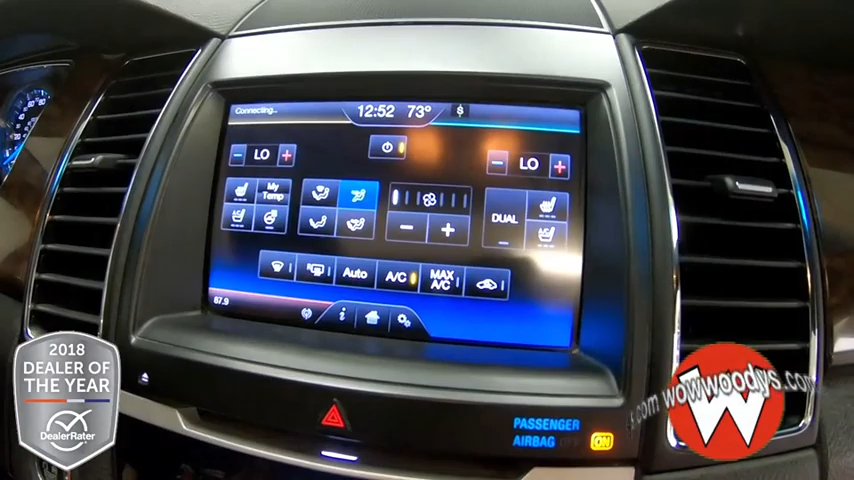 Connecting...
12:52 73°
LO
LO
My
Temp
DUAL
A/C
A/C
Auto
A/C
MAX
A/C
87.9
PASSENGER
AIRBAG OFF ON
2018
DEALER OF
THE YEAR
DealerRater
s.com wowwoodys.com
W